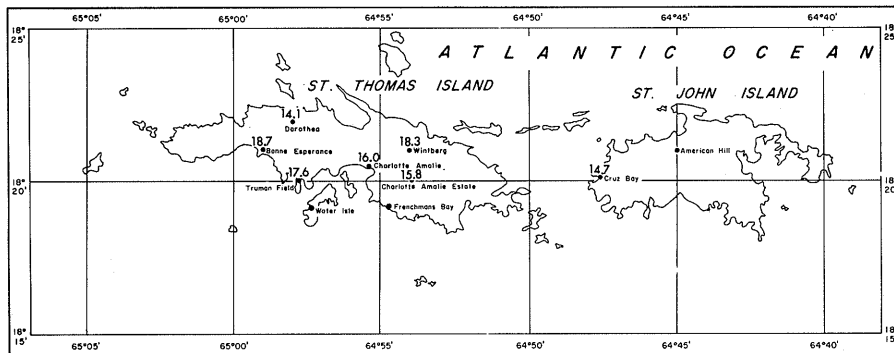 65°05' 65°00' 64°55' 64°50' 64°45' 64°40'
18° 25' 18° 25'
ATLANTIC OCEAN
ST. THOMAS ISLAND ST. JOHN ISLAND
14.1
Dorothea
18.7 Bonne Esperance
18.3 Wintberg
American Hill
16.0 Charlotte Amalie
17.6
15.8
14.7
Cruz Bay
18° 20' 18° 20'
Truman Field
Charlotte Amalie Estate
Water Isle
Frenchmans Bay
18° 15' 18° 15'
65°05' 65°00' 64°55' 64°50' 64°45' 64°40'